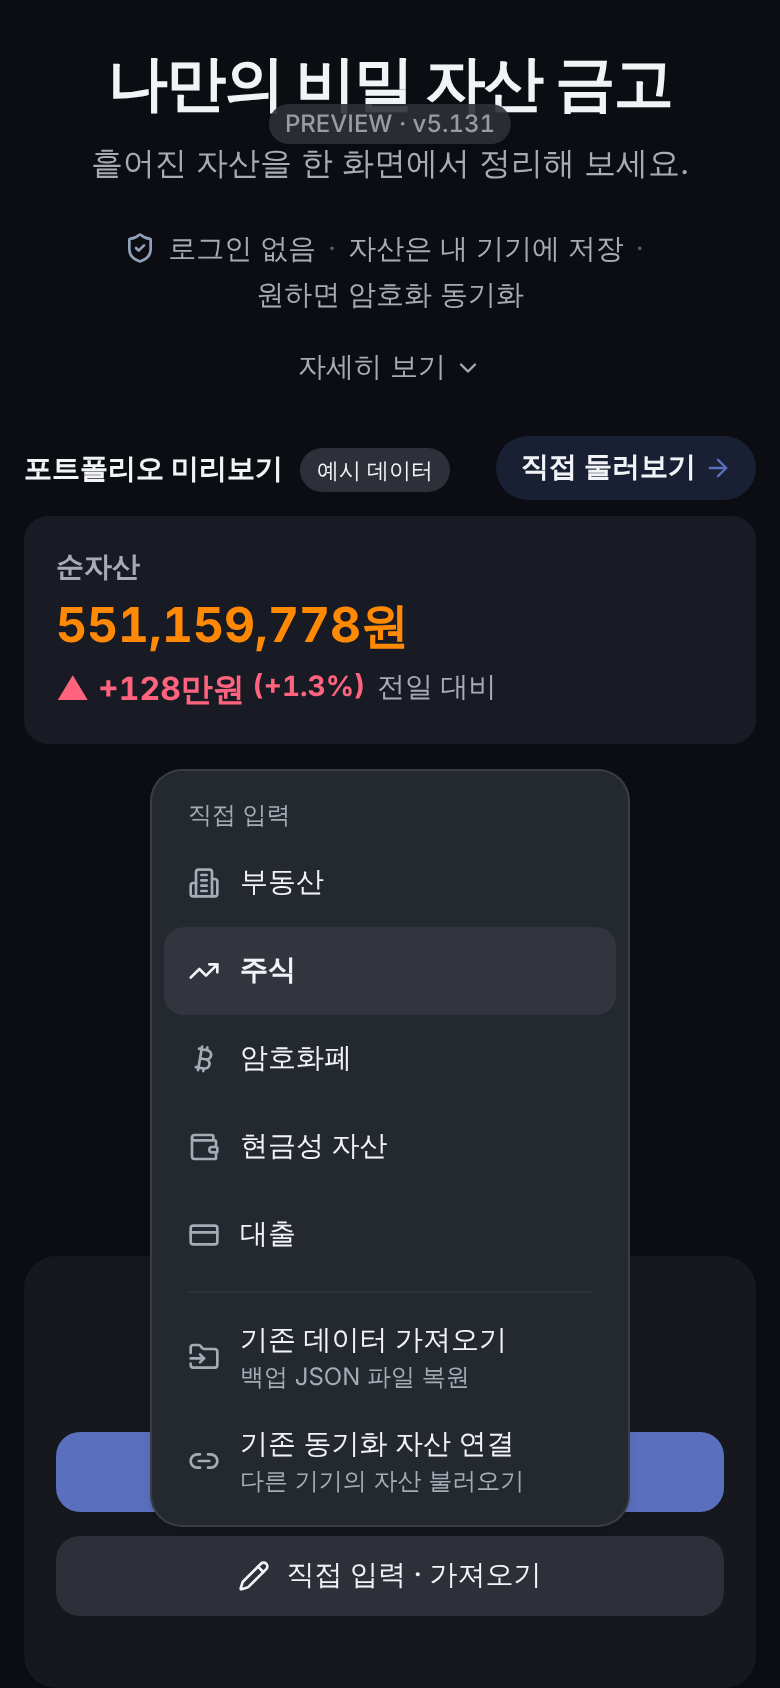 나만의 비밀 자산 금고
PREVIEW · v5.131
흩어진 자산을 한 화면에서 정리해 보세요.
로그인 없음 · 자산은 내 기기에 저장 ·
원하면 암호화 동기화
자세히 보기
포트폴리오 미리보기
예시 데이터
직접 둘러보기
순자산
551,159,778원
▲ +128만원 (+1.3%) 전일 대비
직접 입력
부동산
주식
암호화폐
현금성 자산
대출
기존 데이터 가져오기
백업 JSON 파일 복원
기존 동기화 자산 연결
다른 기기의 자산 불러오기
직접 입력 · 가져오기